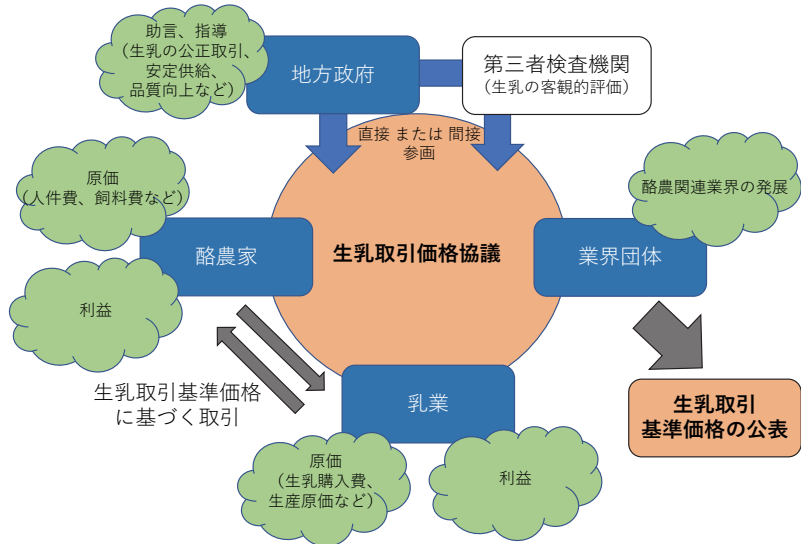 助言、指導
（生乳の公正取引、
安定供給、
品質向上など）
地方政府
第三者検査機関
（生乳の客観的評価）
直接 または 間接
参画
原価
（人件費、飼料費など）
酪農関連業界の発展
酪農家
生乳取引価格協議
業界団体
利益
生乳取引基準価格
に基づく取引
乳業
生乳取引
基準価格の公表
原価
（生乳購入費、
生産原価など）
利益